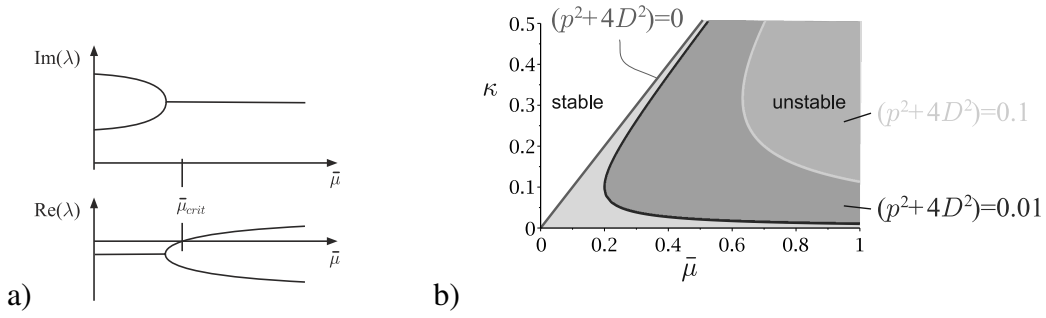 Im(λ)
μ̄
μ̄crit
Re(λ)
μ̄
a)
(p²+4D²)=0
0.5
0.4
κ
0.3
0.2
0.1
0
stable
unstable
(p²+4D²)=0.1
(p²+4D²)=0.01
0 0.2 0.4 0.6 0.8 1
μ̄
b)